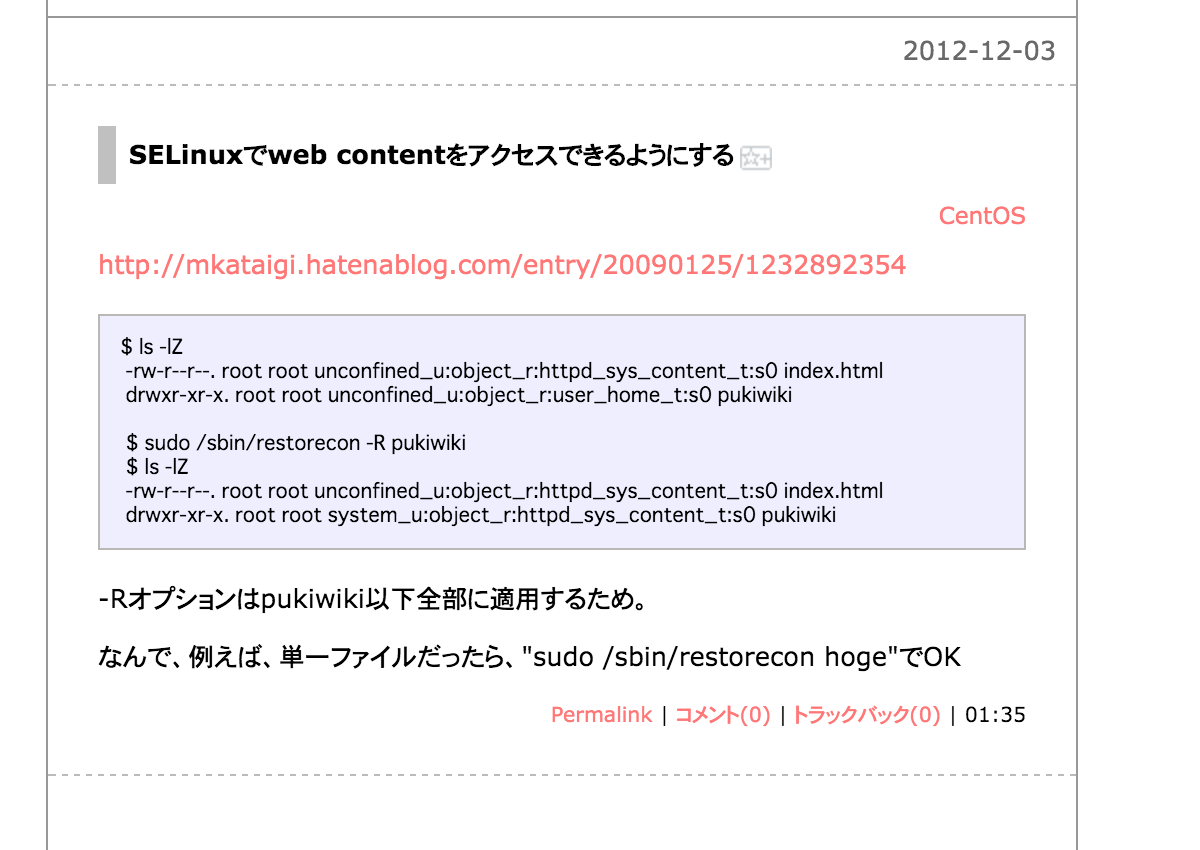 2012-12-03
SELinuxでweb contentをアクセスできるようにする
CentOS
http://mkataigi.hatenablog.com/entry/20090125/1232892354
$ ls -lZ
-rw-r--r--. root root unconfined_u:object_r:httpd_sys_content_t:s0 index.html
drwxr-xr-x. root root unconfined_u:object_r:user_home_t:s0 pukiwiki
$ sudo /sbin/restorecon -R pukiwiki
$ ls -lZ
-rw-r--r--. root root unconfined_u:object_r:httpd_sys_content_t:s0 index.html
drwxr-xr-x. root root system_u:object_r:httpd_sys_content_t:s0 pukiwiki
-Rオプションはpukiwiki以下全部に適用するため。
なんで、例えば、単一ファイルだったら、"sudo /sbin/restorecon hoge"でOK
Permalink | コメント(0) | トラックバック(0) | 01:35